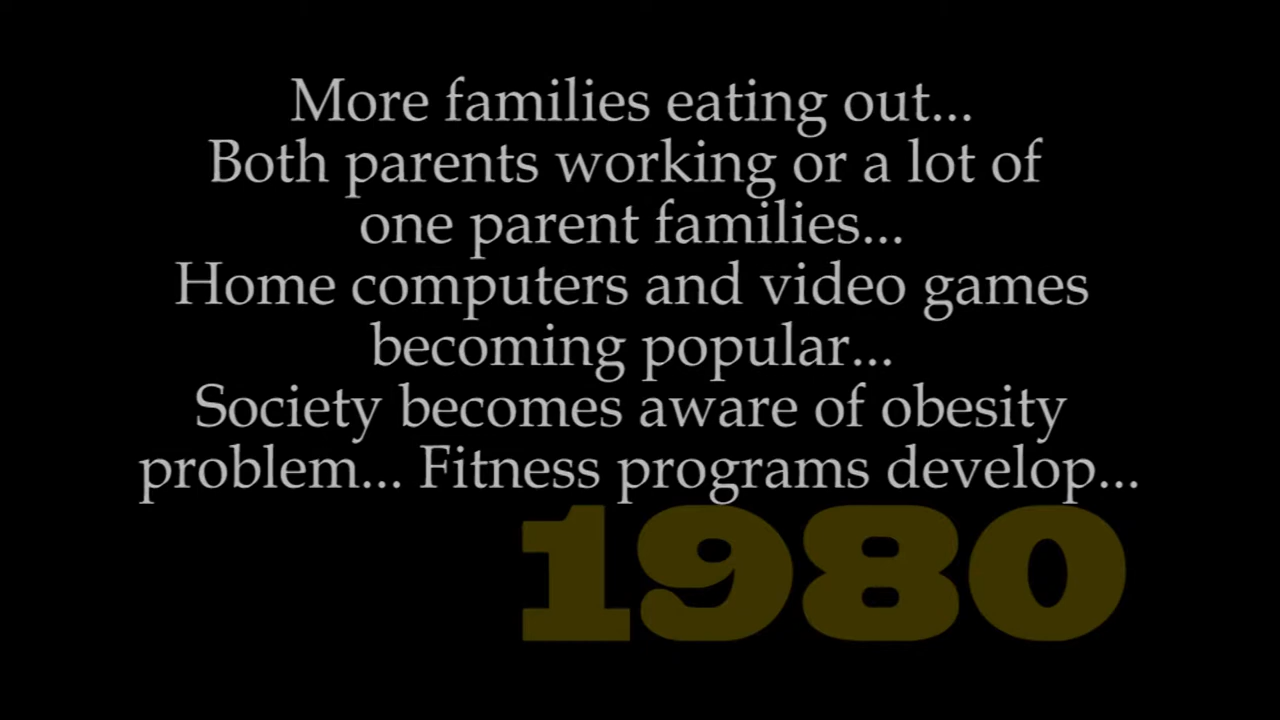 More families eating out...
Both parents working or a lot of
one parent families...
Home computers and video games
becoming popular...
Society becomes aware of obesity
problem... Fitness programs develop...
1980